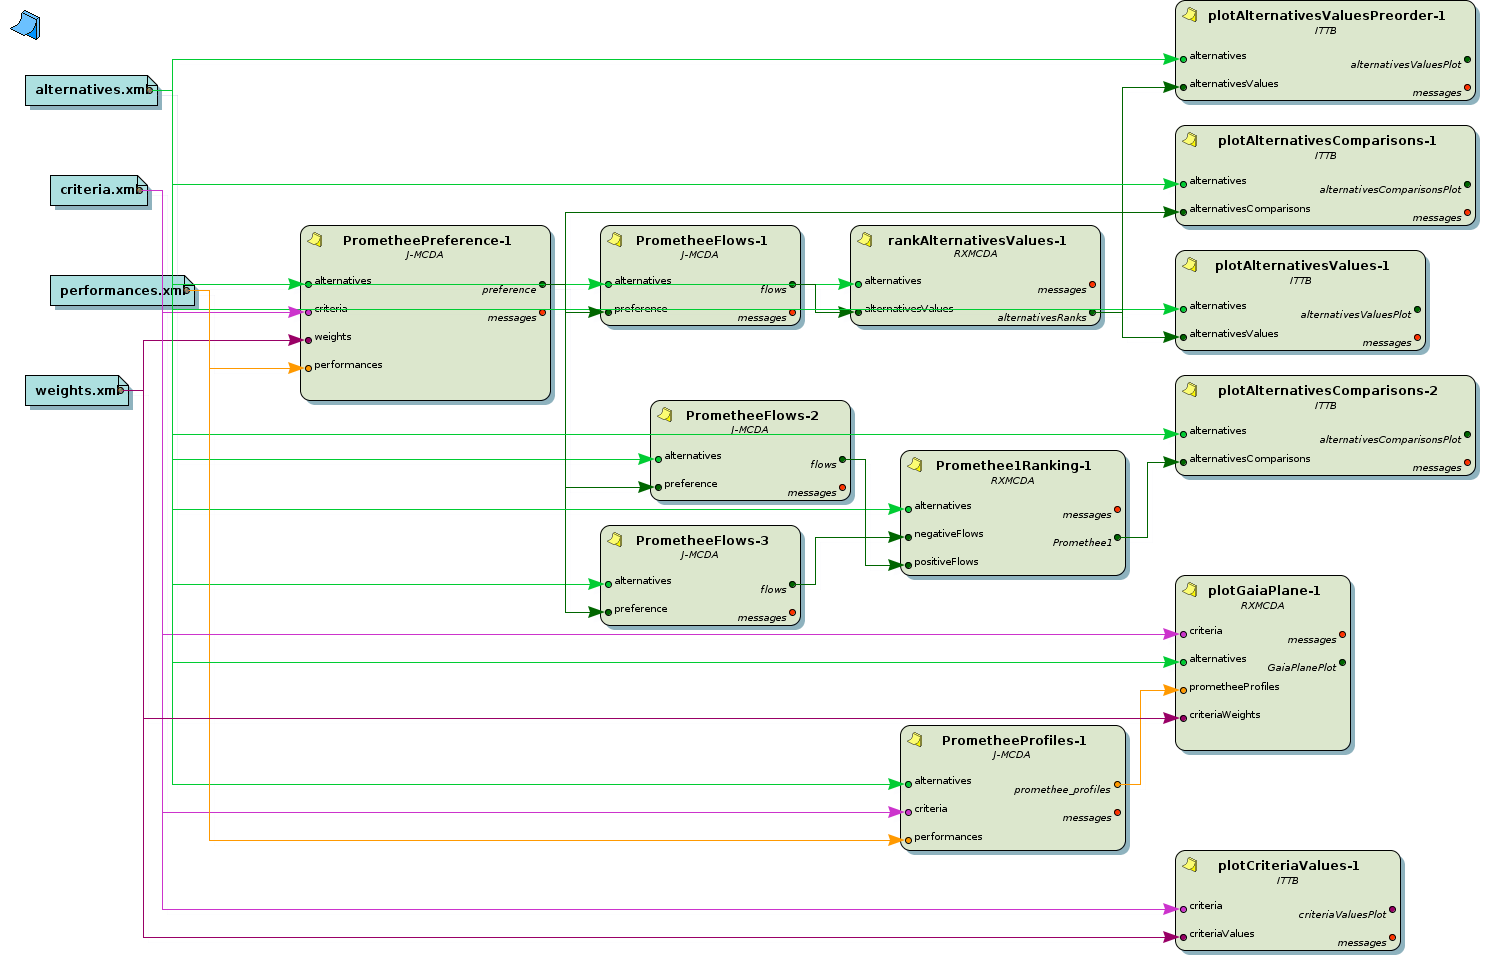 alternatives.xml
criteria.xml
performances.xml
weights.xml
PrometheePreference-1
J-MCDA
alternatives
preference
criteria
messages
weights
performances
PrometheeFlows-1
J-MCDA
alternatives
flows
preference
messages
rankAlternativesValues-1
RXMCDA
alternatives
messages
alternativesValues
alternativesRanks
PrometheeFlows-2
J-MCDA
alternatives
flows
preference
messages
PrometheeFlows-3
J-MCDA
alternatives
flows
preference
messages
Promethee1Ranking-1
RXMCDA
alternatives
messages
negativeFlows
Promethee1
positiveFlows
PrometheeProfiles-1
J-MCDA
alternatives
promethee_profiles
criteria
messages
performances
plotAlternativesValuesPreorder-1
ITTB
alternatives
alternativesValuesPlot
alternativesValues
messages
plotAlternativesComparisons-1
ITTB
alternatives
alternativesComparisonsPlot
alternativesComparisons
messages
plotAlternativesValues-1
ITTB
alternatives
alternativesValuesPlot
alternativesValues
messages
plotAlternativesComparisons-2
ITTB
alternatives
alternativesComparisonsPlot
alternativesComparisons
messages
plotGaiaPlane-1
RXMCDA
criteria
messages
alternatives
GaiaPlanePlot
prometheeProfiles
criteriaWeights
plotCriteriaValues-1
ITTB
criteria
criteriaValuesPlot
criteriaValues
messages